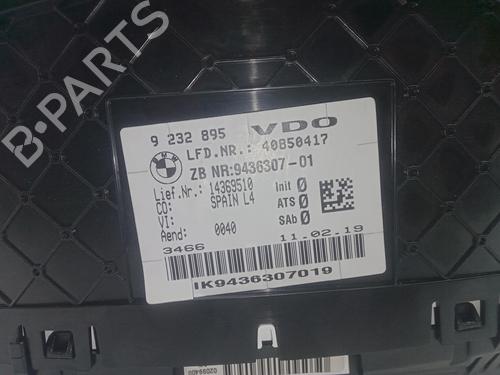 B-PARTS
9 232 895 VDO
BMW
LFD.NR.: 40850417
ZB NR:9436307-01
Lief.Nr.: 14369510
CO: SPAIN L4
VI:
Aend: 0040
Init 0
ATS 0
SAb 0
3466 11.02.19
IK9436307019